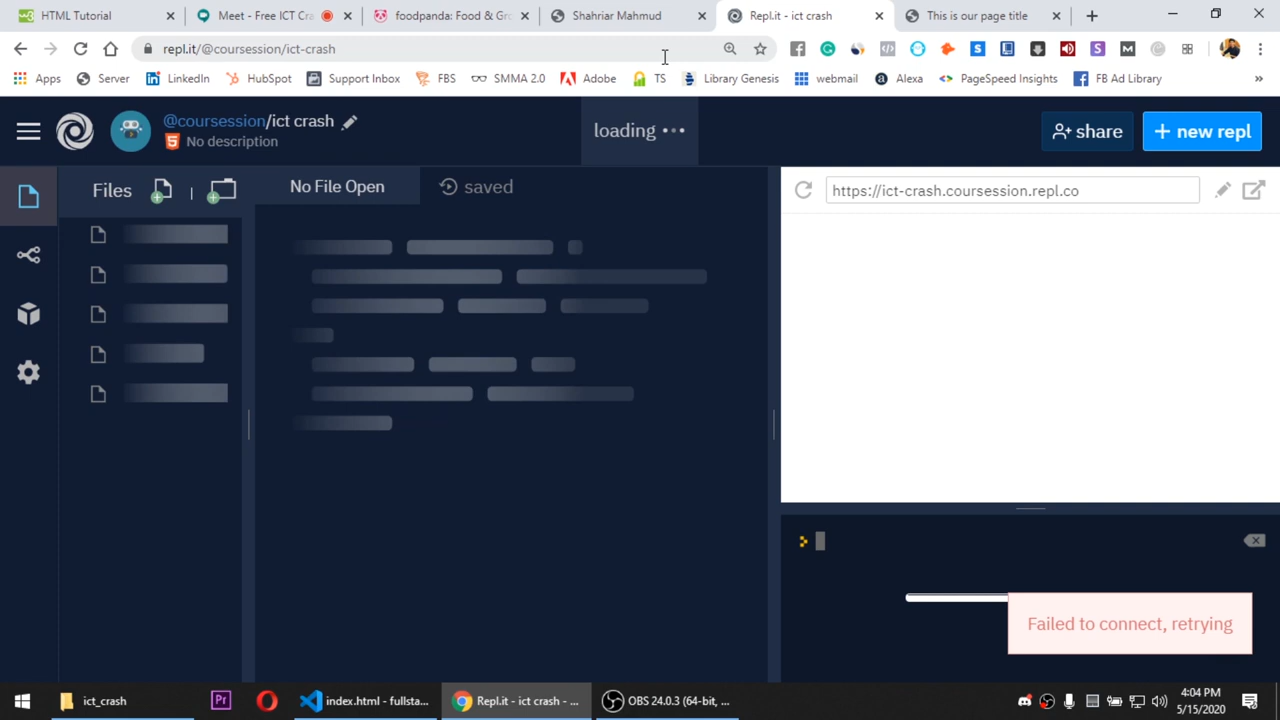 HTML Tutorial
Meet - Free ICT Cra
foodpanda: Food & Gro
Shahriar Mahmud
Repl.it - ict crash
This is our page title
repl.it/@coursession/ict-crash
Apps
Server
LinkedIn
HubSpot
Support Inbox
FBS
SMMA 2.0
Adobe
TS
Library Genesis
webmail
Alexa
PageSpeed Insights
FB Ad Library
»
@coursession/ict crash
No description
loading •••
share
+ new repl
Files
No File Open
saved
https://ict-crash.coursession.repl.co
Failed to connect, retrying
ict_crash
index.html - fullsta...
Repl.it - ict crash - ...
OBS 24.0.3 (64-bit, ...
4:04 PM
5/15/2020